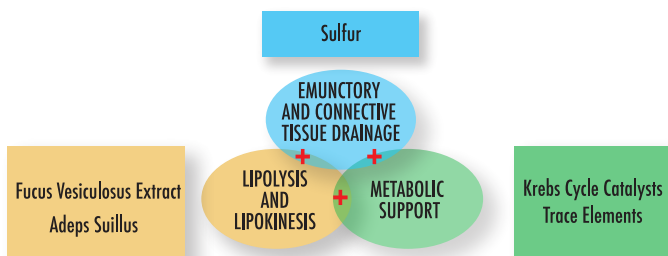 Sulfur
EMUNCTORY
AND CONNECTIVE
TISSUE DRAINAGE
+ +
Fucus Vesiculosus Extract
Adeps Suillus
LIPOLYSIS
AND
LIPOKINESIS
+
METABOLIC
SUPPORT
Krebs Cycle Catalysts
Trace Elements